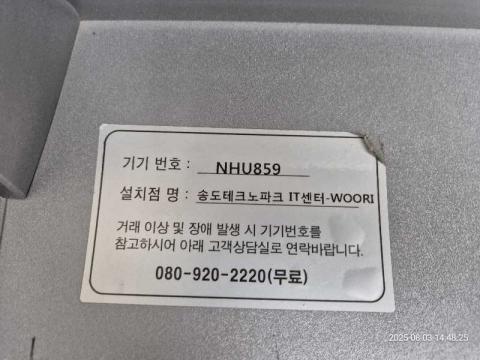 기기 번호 : NHU859
설치점 명 : 송도테크노파크 IT센터-WOORI
거래 이상 및 장애 발생 시 기기번호를
참고하시어 아래 고객상담실로 연락바랍니다.
080-920-2220(무료)
2025-06-03 14:48:25